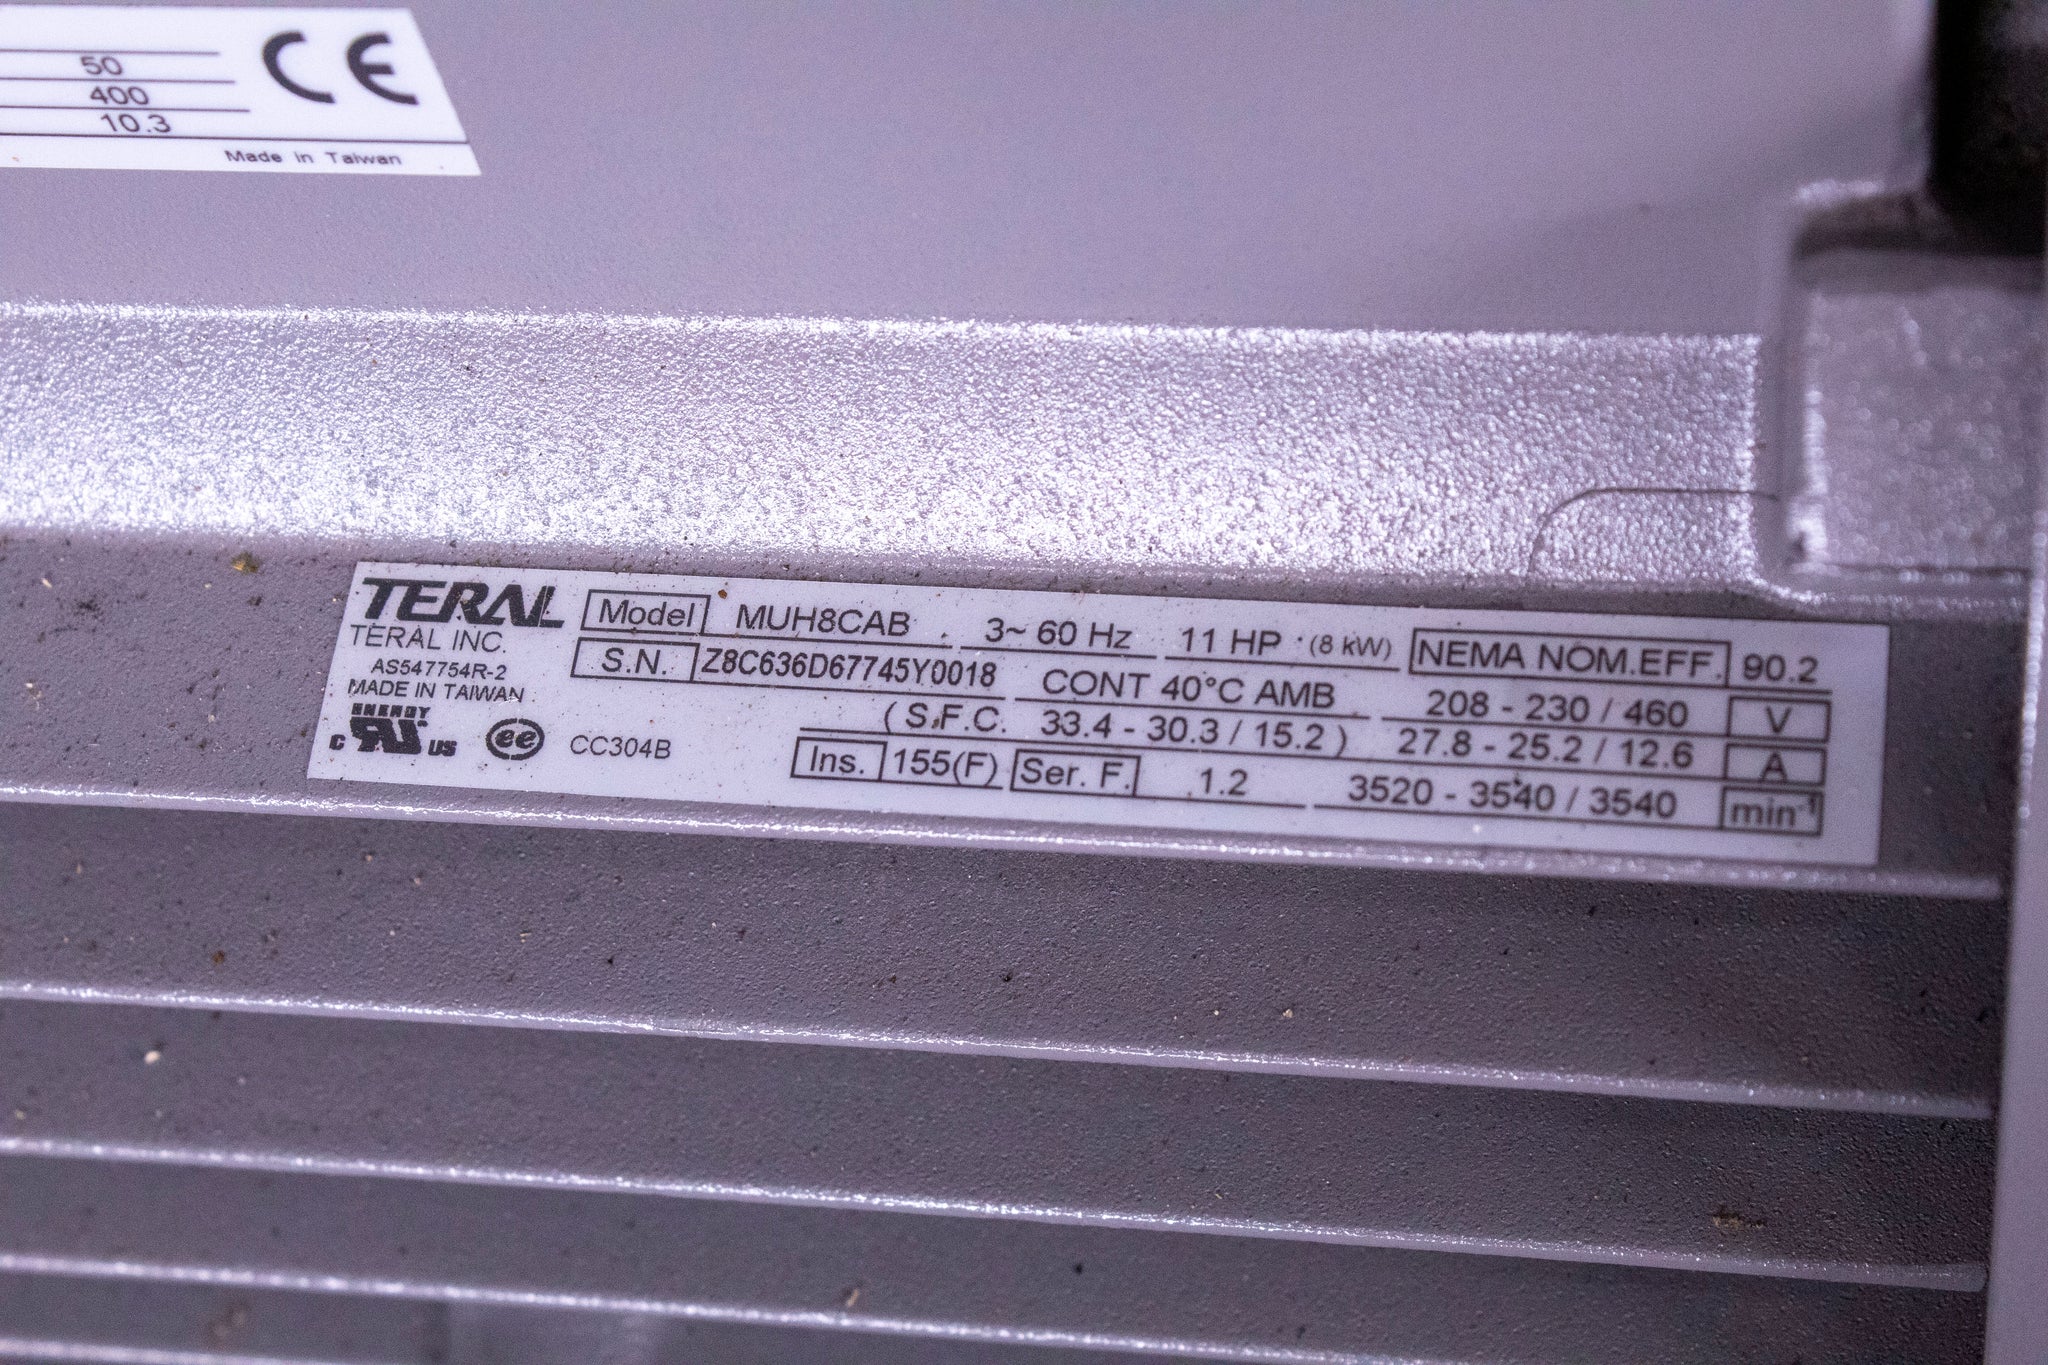 50
400
10.3
CE
Made in Taiwan
TERAL Model MUH8CAB 3~ 60 Hz 11 HP (8 kW) NEMA NOM.EFF. 90.2
TERAL INC. S.N. Z8C636D67745Y0018 CONT 40°C AMB 208 - 230 / 460 V
AS547754R-2 ( S.F.C. 33.4 - 30.3 / 15.2 ) 27.8 - 25.2 / 12.6 A
MADE IN TAIWAN Ins. 155(F) Ser. F. 1.2 3520 - 3540 / 3540 min⁻¹
ENERGY
c UR us ee CC304B